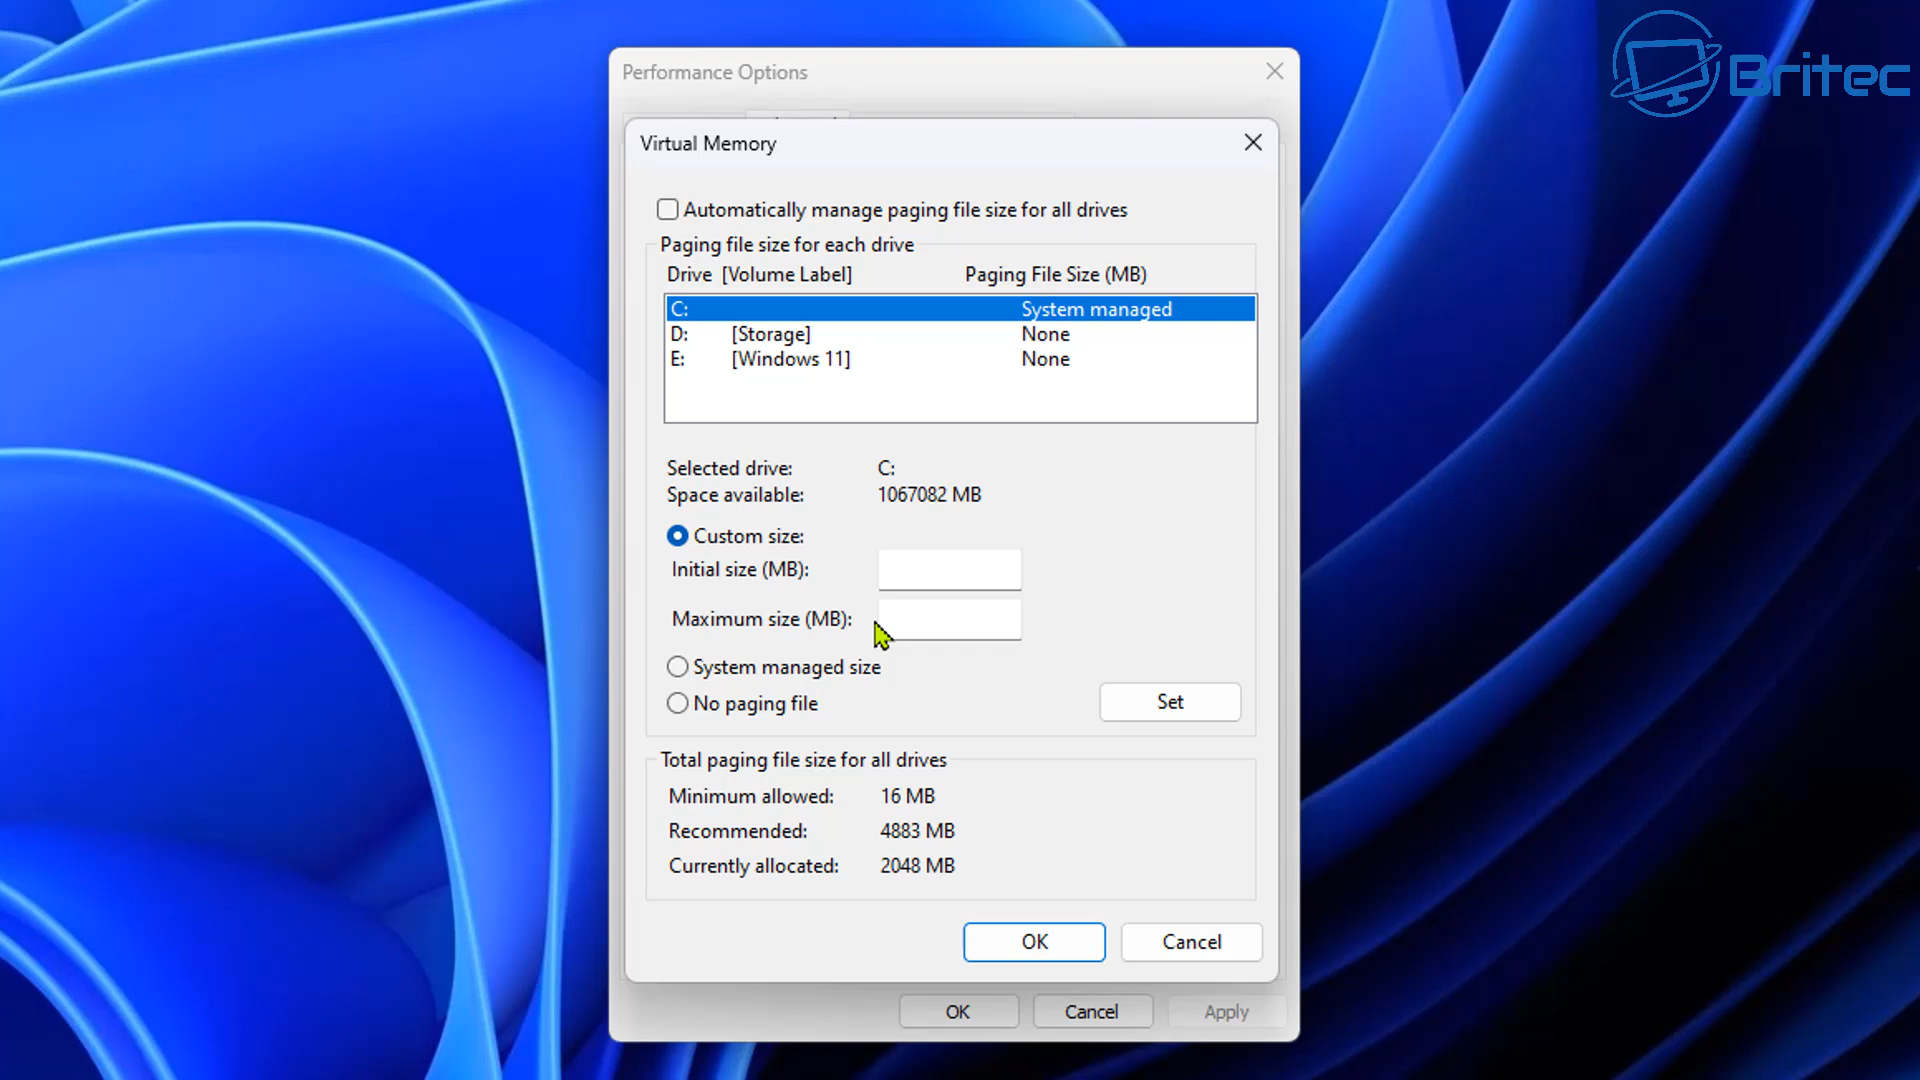 Britec
Performance Options
Virtual Memory
Automatically manage paging file size for all drives
Paging file size for each drive
Drive [Volume Label] Paging File Size (MB)
C: System managed
D: [Storage] None
E: [Windows 11] None
Selected drive: C:
Space available: 1067082 MB
Custom size:
Initial size (MB):
Maximum size (MB):
System managed size
No paging file
Set
Total paging file size for all drives
Minimum allowed: 16 MB
Recommended: 4883 MB
Currently allocated: 2048 MB
OK Cancel
OK Cancel Apply